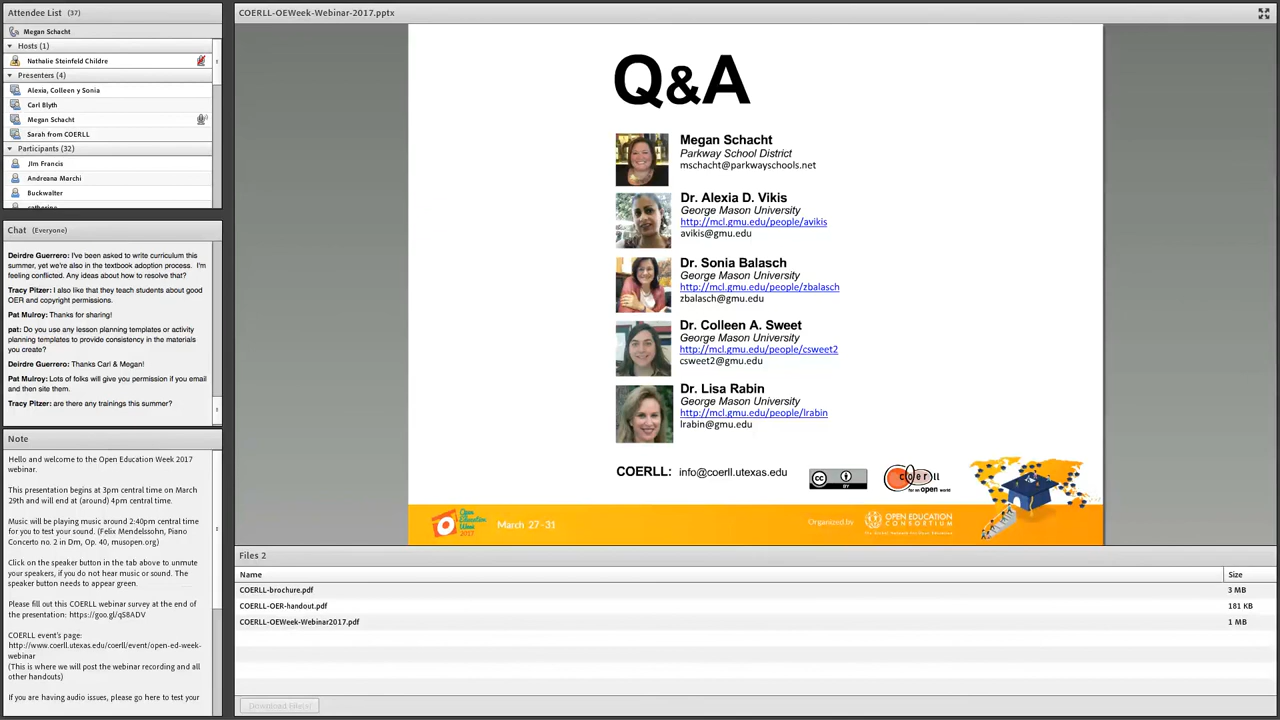 Attendee List (37)
Megan Schacht
Hosts (1)
Nathalie Steinfeld Childre
Presenters (4)
Alexia, Colleen y Sonia
Carl Blyth
Megan Schacht
Sarah from COERLL
Participants (32)
Jim Francis
Andreana Marchi
Buckwalter
Chat (Everyone)
Deirdre Guerrero: I've been asked to write curriculum this
summer, yet we're also in the textbook adoption process. I'm
feeling conflicted. Any ideas about how to resolve that?
Tracy Pitzer: I also like that they teach students about good
OER and copyright permissions.
Pat Mulroy: Thanks for sharing!
pat: Do you use any lesson planning templates or activity
planning templates to provide consistency in the materials
you create?
Deirdre Guerrero: Thanks Carl & Megan!
Pat Mulroy: Lots of folks will give you permission if you email
and then site them.
Tracy Pitzer: are there any trainings this summer?
Note
Hello and welcome to the Open Education Week 2017
webinar.
This presentation begins at 3pm central time on March
29th and will end at (around) 4pm central time.
Music will be playing music around 2:40pm central time
for you to test your sound. (Felix Mendelssohn, Piano
Concerto no. 2 in Dm, Op. 40, musopen.org)
Click on the speaker button in the tab above to unmute
your speakers, if you do not hear music or sound. The
speaker button needs to appear green.
Please fill out this COERLL webinar survey at the end of
the presentation: https://goo.gl/qS8ADV
COERLL event's page:
http://www.coerll.utexas.edu/coerll/event/open-ed-week-
webinar
(This is where we will post the webinar recording and all
other handouts)
If you are having audio issues, please go here to test your
COERLL-OEWeek-Webinar-2017.pptx
Q&A
Megan Schacht
Parkway School District
mschacht@parkwayschools.net
Dr. Alexia D. Vikis
George Mason University
http://mcl.gmu.edu/people/avikis
avikis@gmu.edu
Dr. Sonia Balasch
George Mason University
http://mcl.gmu.edu/people/zbalasch
zbalasch@gmu.edu
Dr. Colleen A. Sweet
George Mason University
http://mcl.gmu.edu/people/csweet2
csweet2@gmu.edu
Dr. Lisa Rabin
George Mason University
http://mcl.gmu.edu/people/lrabin
lrabin@gmu.edu
COERLL: info@coerll.utexas.edu
cc BY
coerll
for an open world
Open Education Week 2017
March 27-31
Organized by
OPEN EDUCATION
CONSORTIUM
Files 2
Name Size
COERLL-brochure.pdf 3 MB
COERLL-OER-handout.pdf 181 KB
COERLL-OEWeek-Webinar2017.pdf 1 MB
Download File(s)